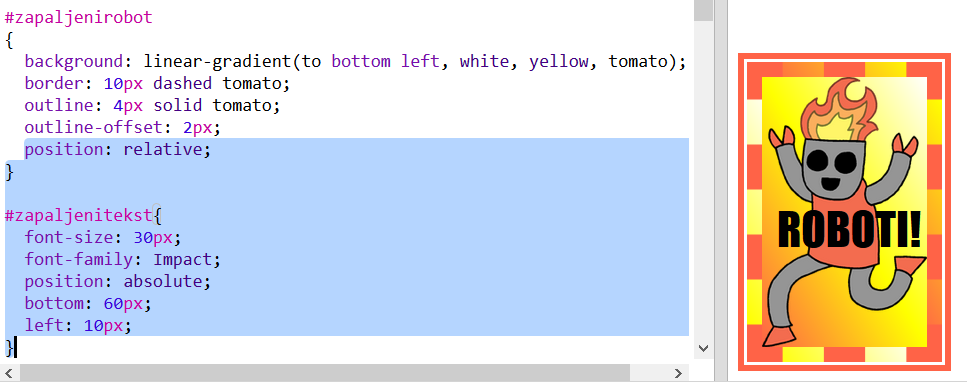 #zapaljenirobot
{
  background: linear-gradient(to bottom left, white, yellow, tomato);
  border: 10px dashed tomato;
  outline: 4px solid tomato;
  outline-offset: 2px;
  position: relative;
}

#zapaljenitekst{
  font-size: 30px;
  font-family: Impact;
  position: absolute;
  bottom: 60px;
  left: 10px;
}
ROBOTI!